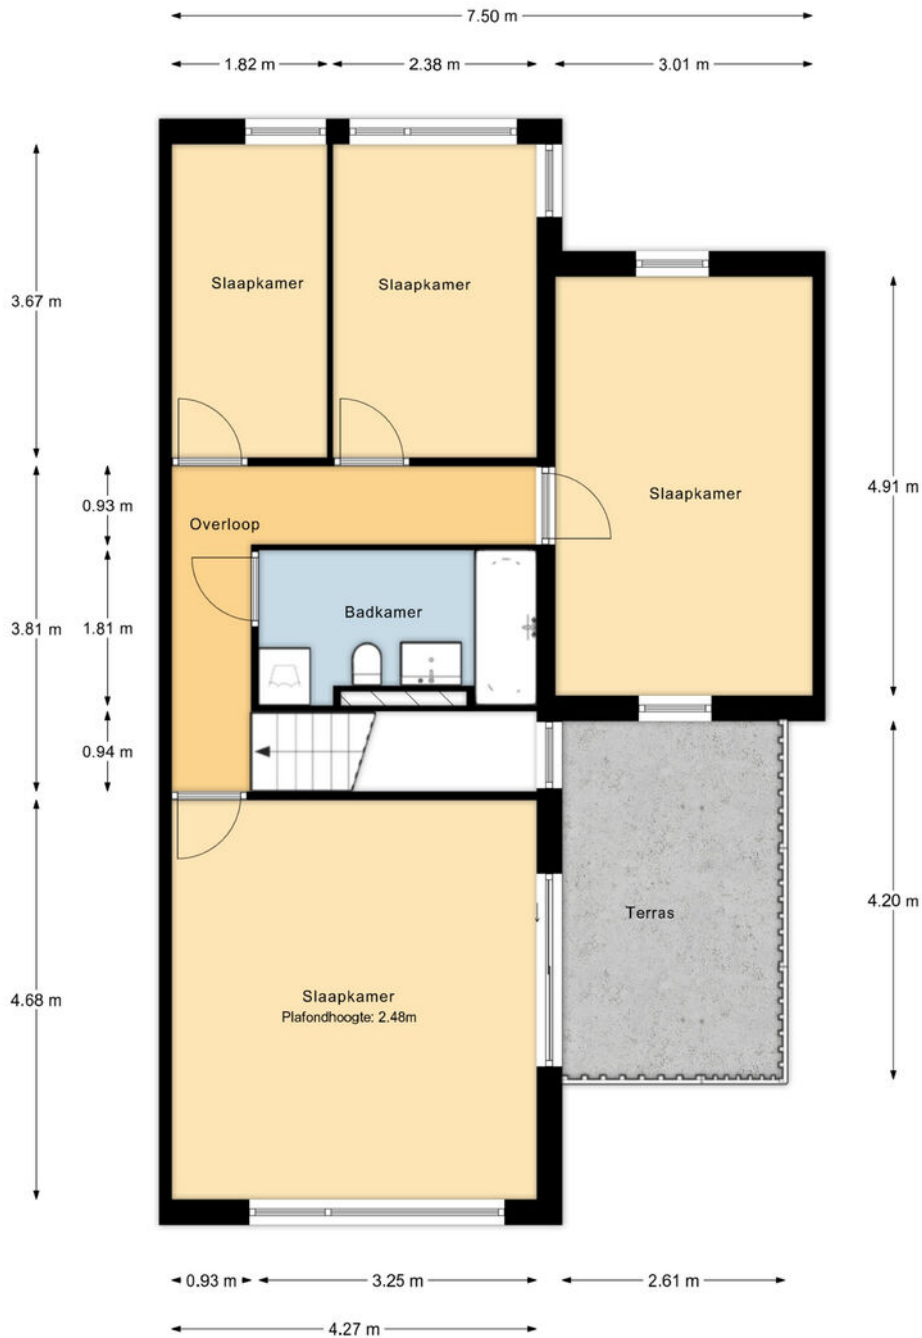 7.50 m
1.82 m
2.38 m
3.01 m
Slaapkamer
Slaapkamer
3.67 m
Slaapkamer
4.91 m
0.93 m
Overloop
Badkamer
3.81 m
1.81 m
0.94 m
Terras
4.20 m
4.68 m
Slaapkamer
Plafondhoogte: 2.48m
0.93 m
3.25 m
2.61 m
4.27 m